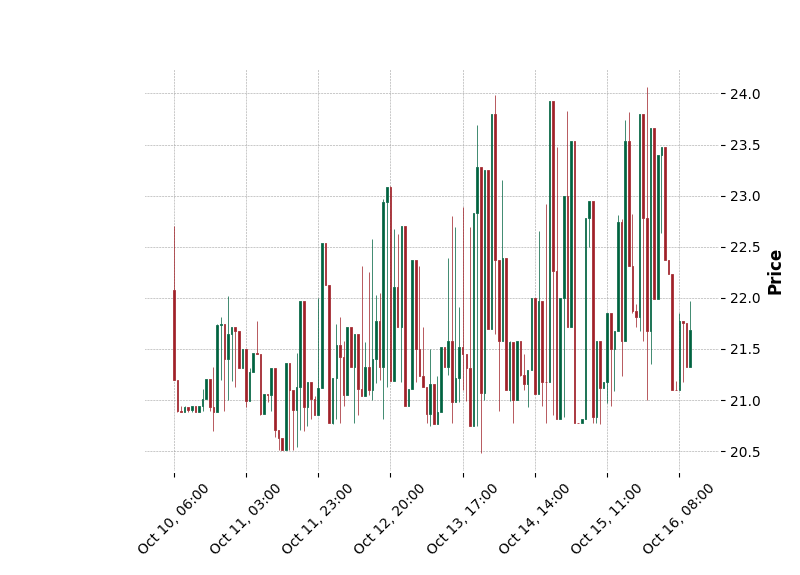 24.0
23.5
23.0
22.5
22.0
21.5
21.0
20.5
Price
Oct 10, 06:00
Oct 11, 03:00
Oct 11, 23:00
Oct 12, 20:00
Oct 13, 17:00
Oct 14, 14:00
Oct 15, 11:00
Oct 16, 08:00